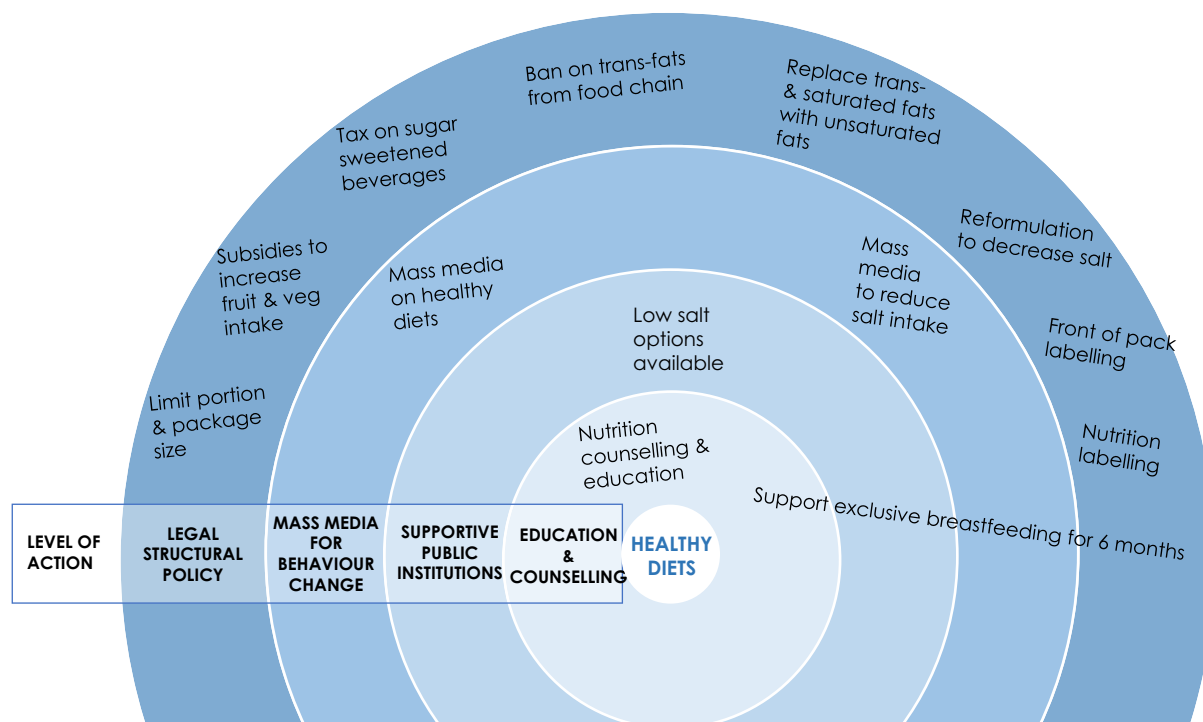 Ban on trans-fats
from food chain
Replace trans-
& saturated fats
with unsaturated
fats
Tax on sugar
sweetened
beverages
Reformulation
to decrease salt
Subsidies to
increase
fruit & veg
intake
Mass media
on healthy
diets
Mass
media
to reduce
salt intake
Low salt
options
available
Front of pack
labelling
Limit portion
& package
size
Nutrition
counselling &
education
Nutrition
labelling
Support exclusive breastfeeding for 6 months
LEVEL OF
ACTION
LEGAL
STRUCTURAL
POLICY
MASS MEDIA
FOR
BEHAVIOUR
CHANGE
SUPPORTIVE
PUBLIC
INSTITUTIONS
EDUCATION
&
COUNSELLING
HEALTHY
DIETS